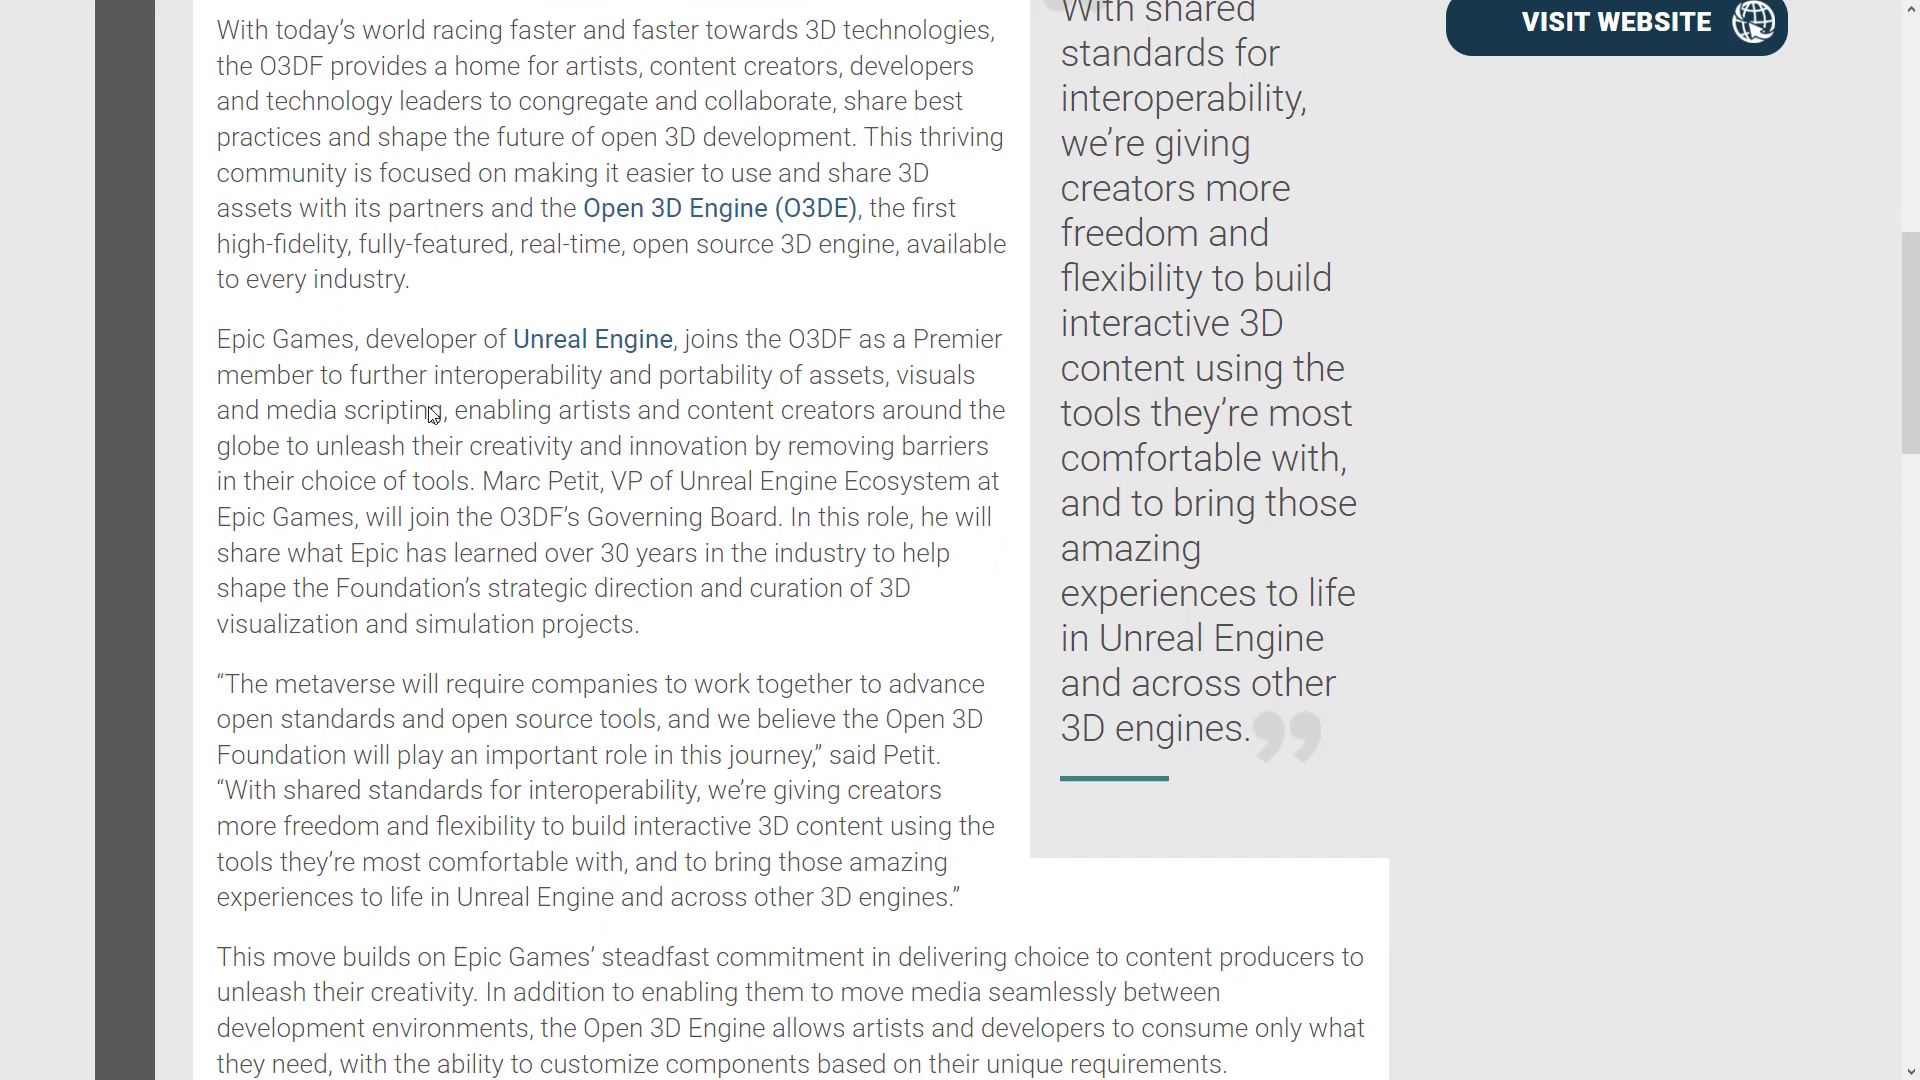 With today’s world racing faster and faster towards 3D technologies,
the O3DF provides a home for artists, content creators, developers
and technology leaders to congregate and collaborate, share best
practices and shape the future of open 3D development. This thriving
community is focused on making it easier to use and share 3D
assets with its partners and the Open 3D Engine (O3DE), the first
high-fidelity, fully-featured, real-time, open source 3D engine, available
to every industry.
Epic Games, developer of Unreal Engine, joins the O3DF as a Premier
member to further interoperability and portability of assets, visuals
and media scripting, enabling artists and content creators around the
globe to unleash their creativity and innovation by removing barriers
in their choice of tools. Marc Petit, VP of Unreal Engine Ecosystem at
Epic Games, will join the O3DF’s Governing Board. In this role, he will
share what Epic has learned over 30 years in the industry to help
shape the Foundation’s strategic direction and curation of 3D
visualization and simulation projects.
“The metaverse will require companies to work together to advance
open standards and open source tools, and we believe the Open 3D
Foundation will play an important role in this journey,” said Petit.
“With shared standards for interoperability, we’re giving creators
more freedom and flexibility to build interactive 3D content using the
tools they’re most comfortable with, and to bring those amazing
experiences to life in Unreal Engine and across other 3D engines.”
This move builds on Epic Games’ steadfast commitment in delivering choice to content producers to
unleash their creativity. In addition to enabling them to move media seamlessly between
development environments, the Open 3D Engine allows artists and developers to consume only what
they need, with the ability to customize components based on their unique requirements.
With shared
standards for
interoperability,
we’re giving
creators more
freedom and
flexibility to build
interactive 3D
content using the
tools they’re most
comfortable with,
and to bring those
amazing
experiences to life
in Unreal Engine
and across other
3D engines.”
VISIT WEBSITE